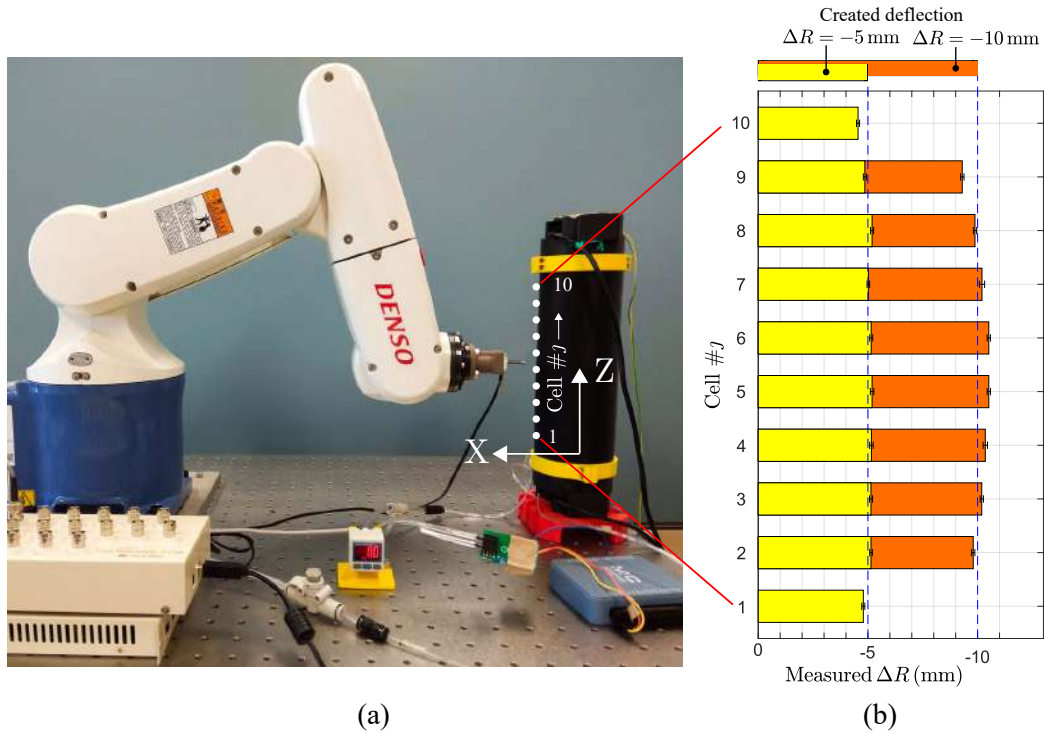 Created deflection
ΔR = −5 mm ΔR = −10 mm
DENSO
10
Cell #ȷ →
1
Z
X
Cell #ȷ
10
9
8
7
6
5
4
3
2
1
0 -5 -10
Measured ΔR (mm)
(a) (b)